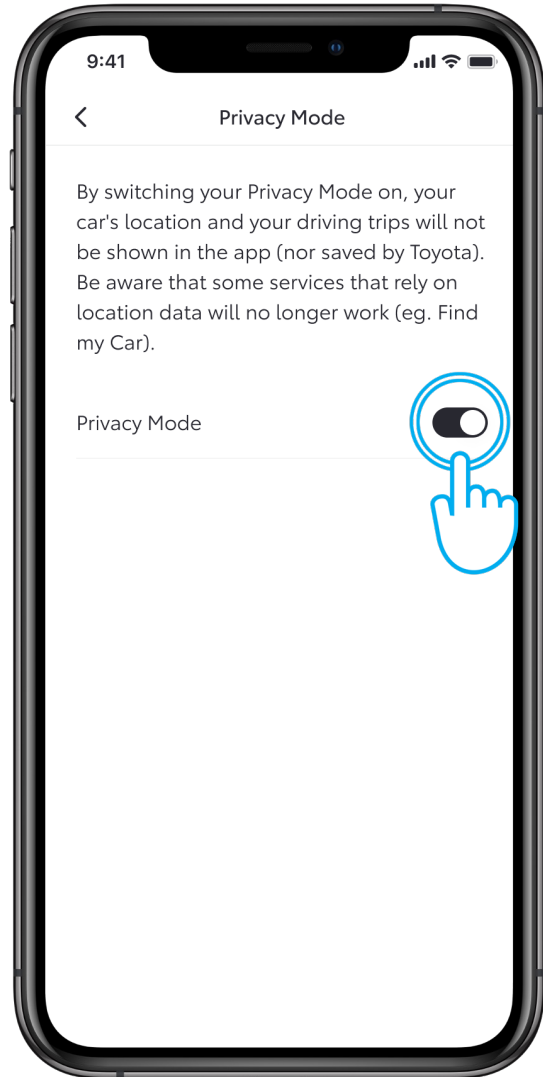 9:41
Privacy Mode
By switching your Privacy Mode on, your
car's location and your driving trips will not
be shown in the app (nor saved by Toyota).
Be aware that some services that rely on
location data will no longer work (eg. Find
my Car).
Privacy Mode